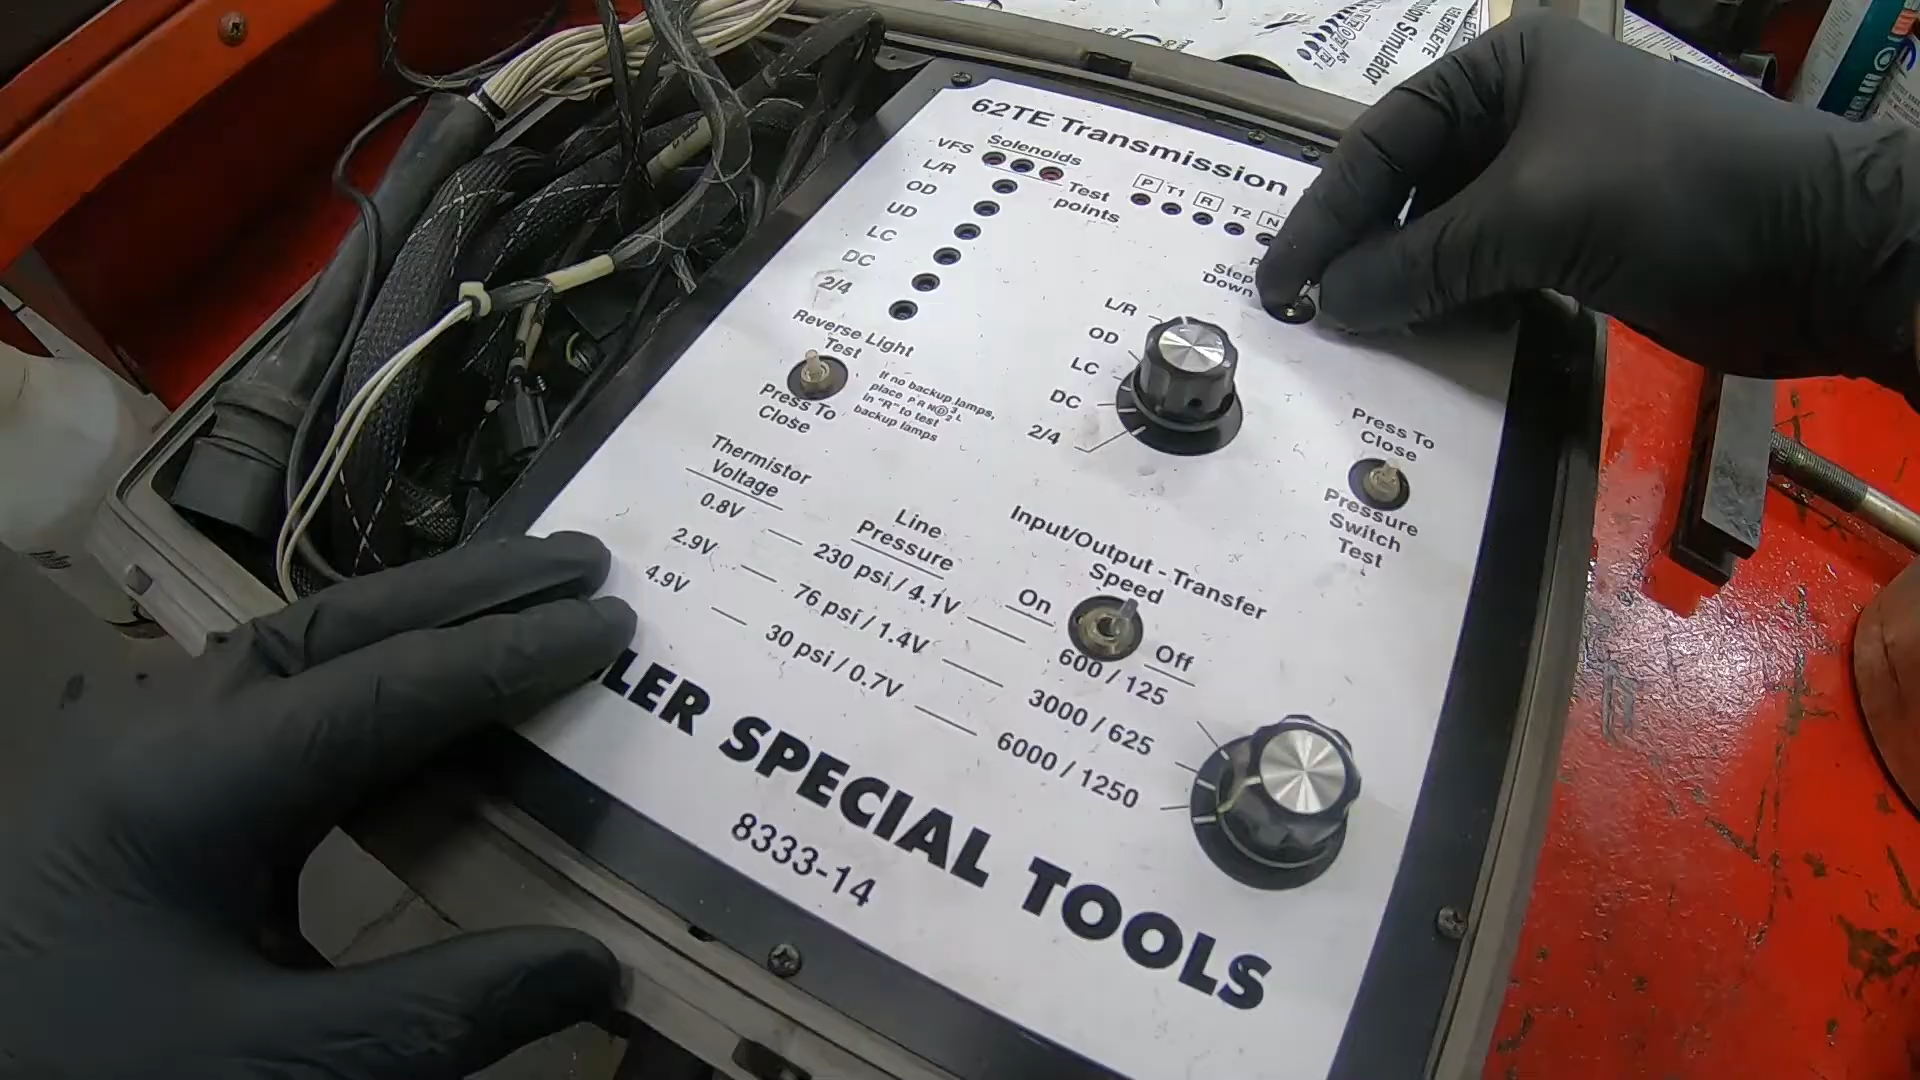 62TE Transmission
Solenoids
VFS
L/R
OD
UD
LC
DC
2/4
Test
points
P T1 R T2 N
Step
Down
L/R
OD
LC
DC
2/4
Reverse Light
Test
Press To
Close
If no backup lamps,
place P R N D 3 2 L
in "R" to test
backup lamps
Press To
Close
Pressure
Switch
Test
Thermistor
Voltage
0.8V
2.9V
4.9V
Line
Pressure
230 psi / 4.1V
76 psi / 1.4V
30 psi / 0.7V
Input/Output - Transfer
Speed
On
Off
600 / 125
3000 / 625
6000 / 1250
LER SPECIAL TOOLS
8333-14
Simulator